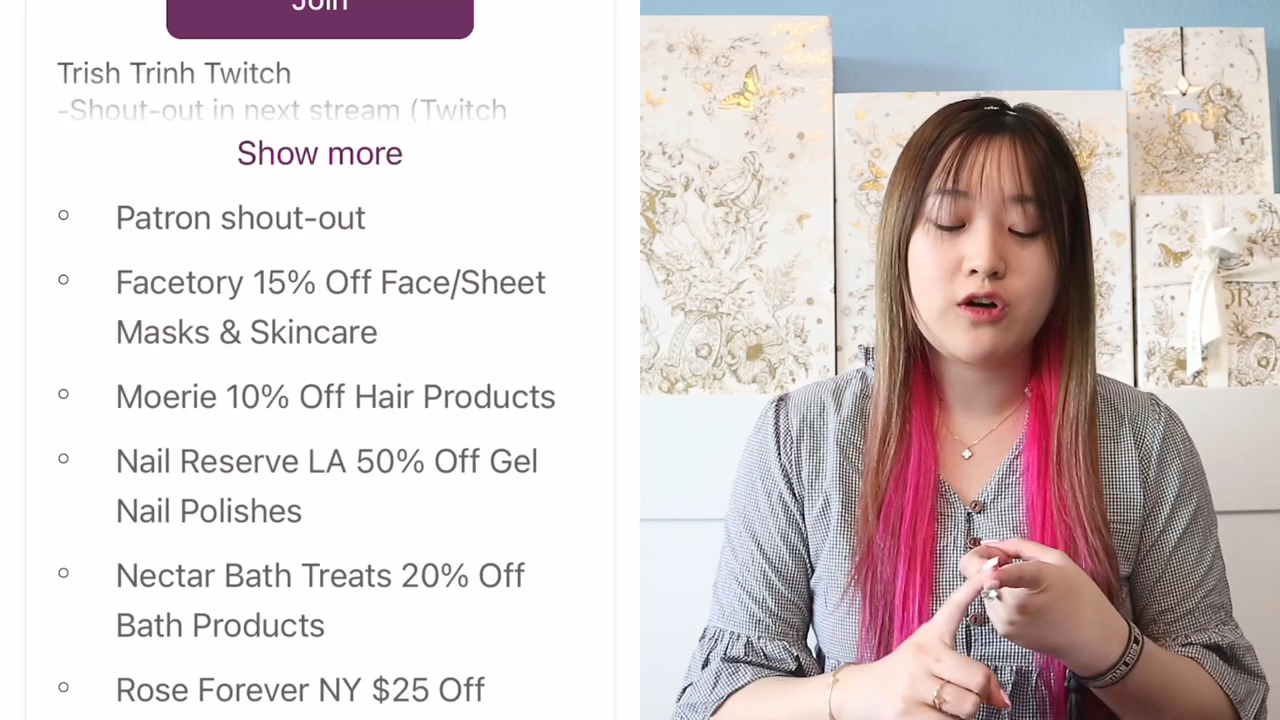 Join
Trish Trinh Twitch
-Shout-out in next stream (Twitch
Show more
Patron shout-out
Facetory 15% Off Face/Sheet
Masks & Skincare
Moerie 10% Off Hair Products
Nail Reserve LA 50% Off Gel
Nail Polishes
Nectar Bath Treats 20% Off
Bath Products
Rose Forever NY $25 Off
DIOR